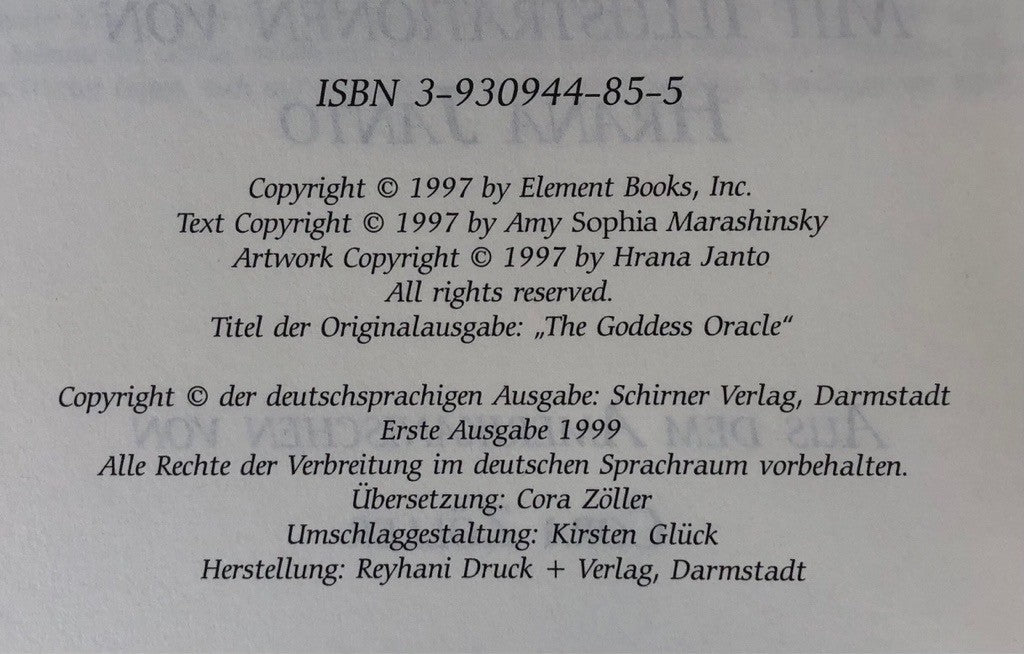 ISBN 3-930944-85-5
Copyright © 1997 by Element Books, Inc.
Text Copyright © 1997 by Amy Sophia Marashinsky
Artwork Copyright © 1997 by Hrana Janto
All rights reserved.
Titel der Originalausgabe: „The Goddess Oracle“
Copyright © der deutschsprachigen Ausgabe: Schirner Verlag, Darmstadt
Erste Ausgabe 1999
Alle Rechte der Verbreitung im deutschen Sprachraum vorbehalten.
Übersetzung: Cora Zöller
Umschlaggestaltung: Kirsten Glück
Herstellung: Reyhani Druck + Verlag, Darmstadt